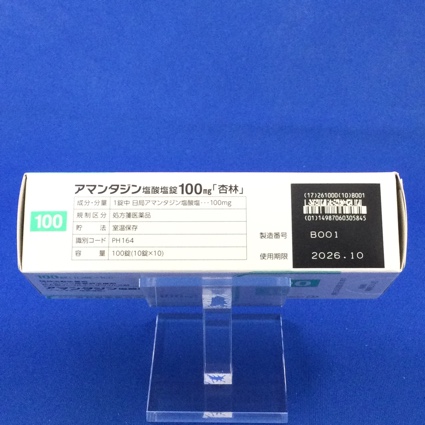 アマンタジン塩酸塩錠100mg「杏林」
成分・分量 1錠中 日局アマンタジン塩酸塩…100mg
規制区分 処方箋医薬品
貯法 室温保存
識別コード PH164
容量 100錠(10錠×10)
100
(17)261000(10)B001
(01)14987060305845
製造番号 B001
使用期限 2026.10